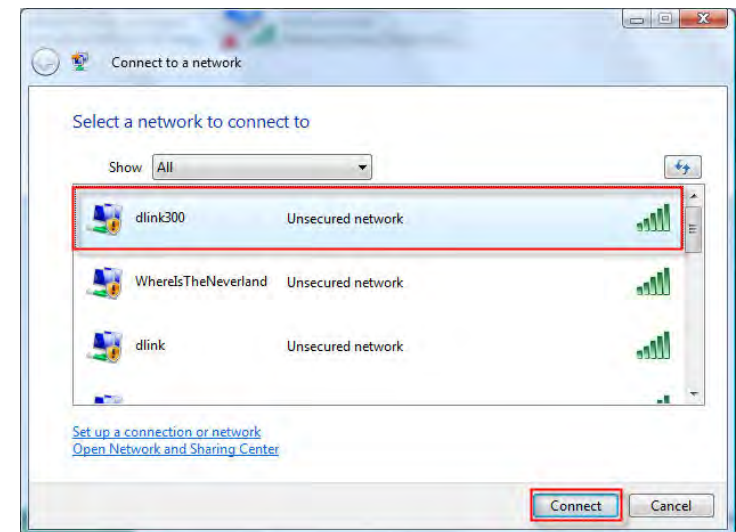 Connect to a network
Select a network to connect to
Show All
dlink300 Unsecured network
WhereIsTheNeverland Unsecured network
dlink Unsecured network
Set up a connection or network
Open Network and Sharing Center
Connect Cancel